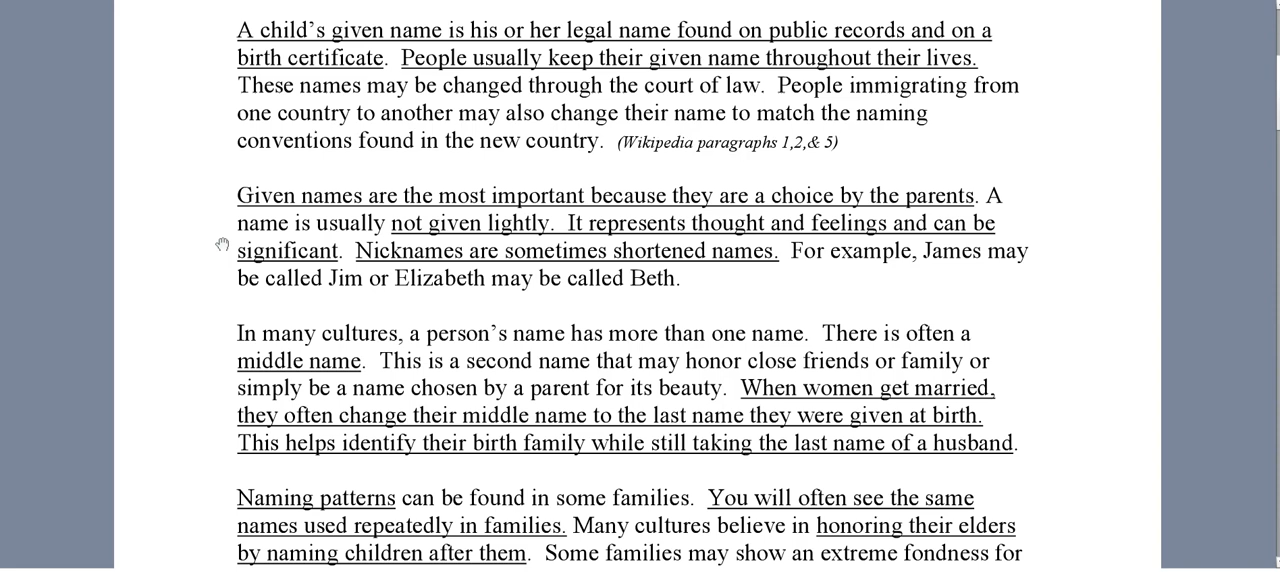 A child’s given name is his or her legal name found on public records and on a
birth certificate.  People usually keep their given name throughout their lives.
These names may be changed through the court of law.  People immigrating from
one country to another may also change their name to match the naming
conventions found in the new country.  (Wikipedia paragraphs 1,2,& 5)
Given names are the most important because they are a choice by the parents. A
name is usually not given lightly.  It represents thought and feelings and can be
significant.  Nicknames are sometimes shortened names.  For example, James may
be called Jim or Elizabeth may be called Beth.
In many cultures, a person’s name has more than one name.  There is often a
middle name.  This is a second name that may honor close friends or family or
simply be a name chosen by a parent for its beauty.  When women get married,
they often change their middle name to the last name they were given at birth.
This helps identify their birth family while still taking the last name of a husband.
Naming patterns can be found in some families.  You will often see the same
names used repeatedly in families. Many cultures believe in honoring their elders
by naming children after them.  Some families may show an extreme fondness for